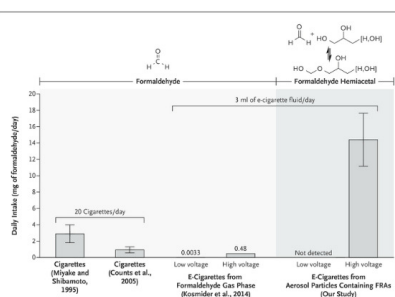 O
H H
O
H H
+
OH
HO [H,OH]
OH
HO O [H,OH]
Formaldehyde
Formaldehyde Hemiacetal
3 ml of e-cigarette fluid/day
Daily Intake (mg of formaldehyde/day)
20
18
16
14
12
10
8
6
4
2
0
20 Cigarettes/day
0.0033
0.48
Not detected
Cigarettes
(Miyake and
Shibamoto,
1995)
Cigarettes
(Counts et al.,
2005)
Low voltage High voltage
E-Cigarettes from
Formaldehyde Gas Phase
(Kosmider et al., 2014)
Low voltage High voltage
E-Cigarettes from
Aerosol Particles Containing FRAs
(Our Study)